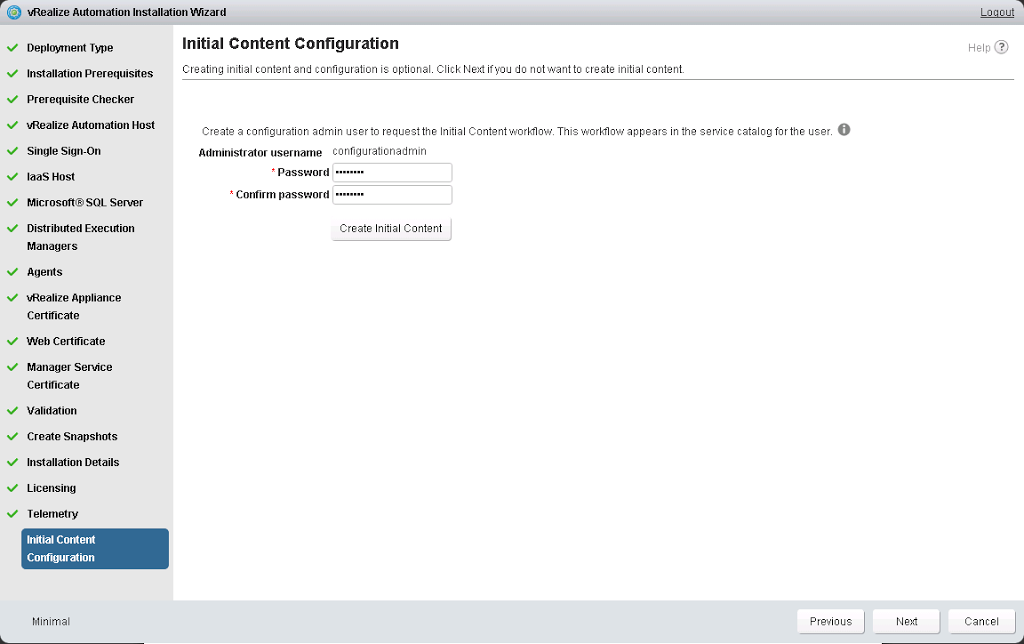 vRealize Automation Installation Wizard
Logout
Deployment Type
Installation Prerequisites
Prerequisite Checker
vRealize Automation Host
Single Sign-On
IaaS Host
Microsoft® SQL Server
Distributed Execution
Managers
Agents
vRealize Appliance
Certificate
Web Certificate
Manager Service
Certificate
Validation
Create Snapshots
Installation Details
Licensing
Telemetry
Initial Content
Configuration
Initial Content Configuration
Help ?
Creating initial content and configuration is optional. Click Next if you do not want to create initial content.
Create a configuration admin user to request the Initial Content workflow. This workflow appears in the service catalog for the user.
Administrator username configurationadmin
* Password ••••••••
* Confirm password ••••••••
Create Initial Content
Minimal
Previous Next Cancel